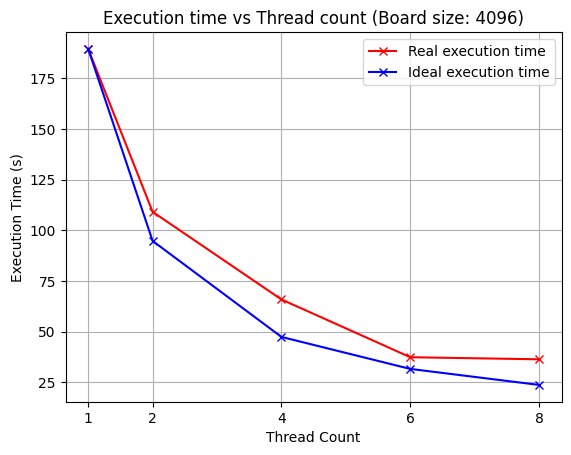 Execution time vs Thread count (Board size: 4096)
Real execution time
Ideal execution time
Execution Time (s)
175
150
125
100
75
50
25
1 2 4 6 8
Thread Count